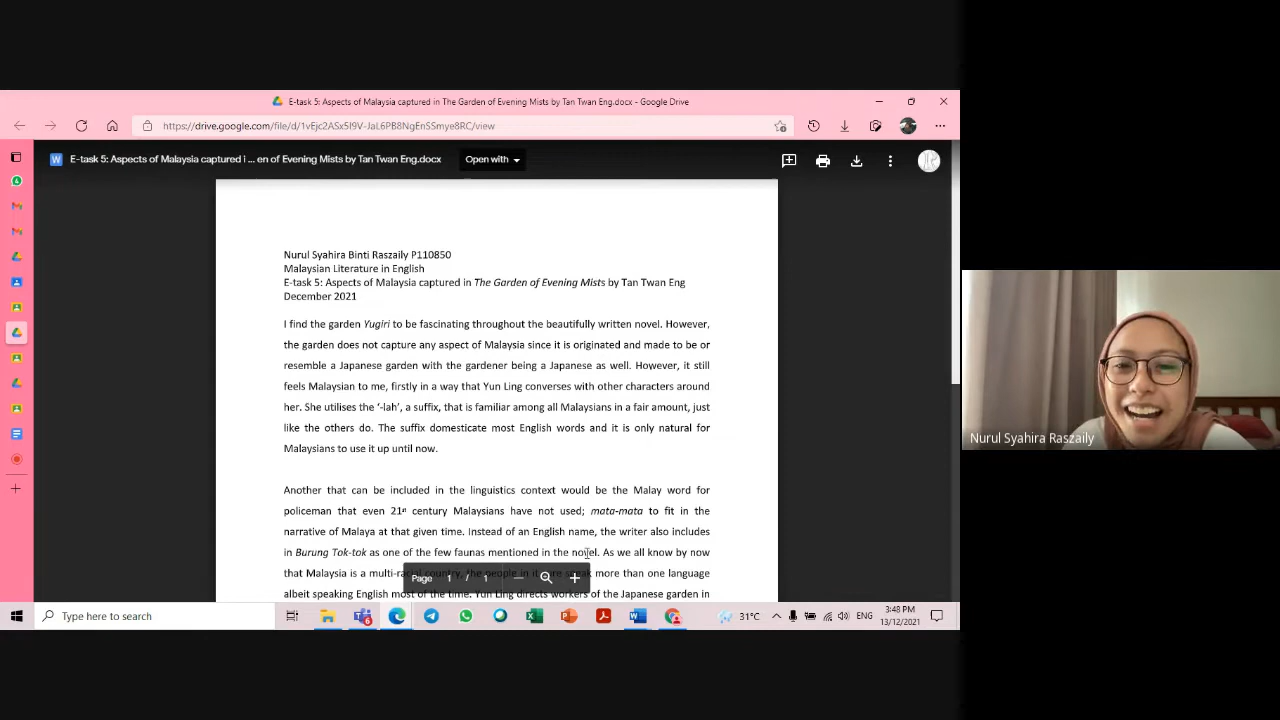 E-task 5: Aspects of Malaysia captured in The Garden of Evening Mists by Tan Twan Eng.docx - Google Drive
https://drive.google.com/file/d/1vEjc2ASx5I9V-JaL6PB8NgEnSSmye8RC/view
E-task 5: Aspects of Malaysia captured i ... en of Evening Mists by Tan Twan Eng.docx
Open with
Nurul Syahira Binti Raszaily P110850
Malaysian Literature in English
E-task 5: Aspects of Malaysia captured in The Garden of Evening Mists by Tan Twan Eng
December 2021
I find the garden Yugiri to be fascinating throughout the beautifully written novel. However,
the garden does not capture any aspect of Malaysia since it is originated and made to be or
resemble a Japanese garden with the gardener being a Japanese as well. However, it still
feels Malaysian to me, firstly in a way that Yun Ling converses with other characters around
her. She utilises the ‘-lah’, a suffix, that is familiar among all Malaysians in a fair amount, just
like the others do. The suffix domesticate most English words and it is only natural for
Malaysians to use it up until now.
Another that can be included in the linguistics context would be the Malay word for
policeman that even 21st century Malaysians have not used; mata-mata to fit in the
narrative of Malaya at that given time. Instead of an English name, the writer also includes
in Burung Tok-tok as one of the few faunas mentioned in the novel. As we all know by now
that Malaysia is a multi-racial country, the people in it are speak more than one language
Page 1 / 1
albeit speaking English most of the time. Yun Ling directs workers of the Japanese garden in
Nurul Syahira Raszaily
Type here to search
6
31°C
ENG
3:48 PM
13/12/2021